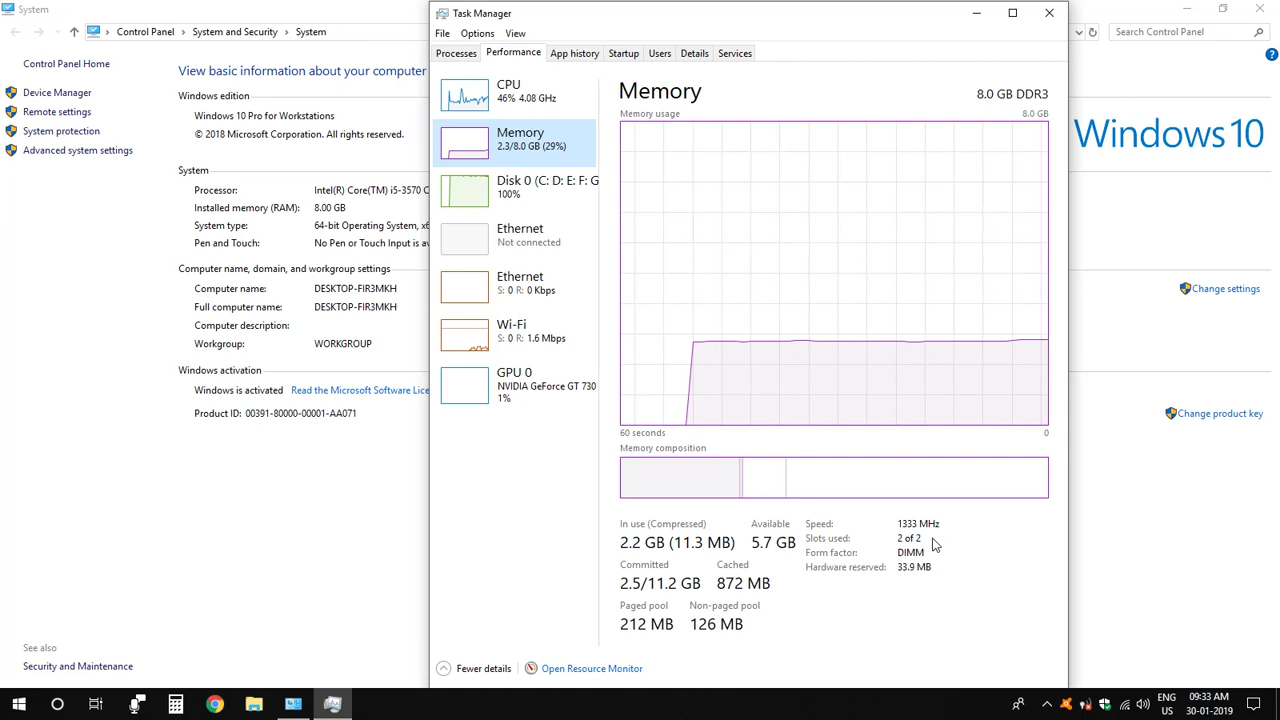 System
Control Panel
System and Security
System
Search Control Panel
Control Panel Home
Device Manager
Remote settings
System protection
Advanced system settings
See also
Security and Maintenance
View basic information about your computer
Windows edition
Windows 10 Pro for Workstations
© 2018 Microsoft Corporation. All rights reserved.
System
Processor: Intel(R) Core(TM) i5-3570 C
Installed memory (RAM): 8.00 GB
System type: 64-bit Operating System, x6
Pen and Touch: No Pen or Touch Input is av
Computer name, domain, and workgroup settings
Computer name: DESKTOP-FIR3MKH
Full computer name: DESKTOP-FIR3MKH
Computer description:
Workgroup: WORKGROUP
Windows activation
Windows is activated Read the Microsoft Software Lice
Product ID: 00391-80000-00001-AA071
Task Manager
File Options View
Processes Performance App history Startup Users Details Services
CPU
46% 4.08 GHz
Memory
2.3/8.0 GB (29%)
Disk 0 (C: D: E: F: G
100%
Ethernet
Not connected
Ethernet
S: 0 R: 0 Kbps
Wi-Fi
S: 0 R: 1.6 Mbps
GPU 0
NVIDIA GeForce GT 730
1%
Memory 8.0 GB DDR3
Memory usage 8.0 GB
60 seconds 0
Memory composition
In use (Compressed) Available
2.2 GB (11.3 MB) 5.7 GB
Committed Cached
2.5/11.2 GB 872 MB
Paged pool Non-paged pool
212 MB 126 MB
Speed: 1333 MHz
Slots used: 2 of 2
Form factor: DIMM
Hardware reserved: 33.9 MB
Fewer details Open Resource Monitor
Windows 10
Change settings
Change product key
ENG
US
09:33 AM
30-01-2019